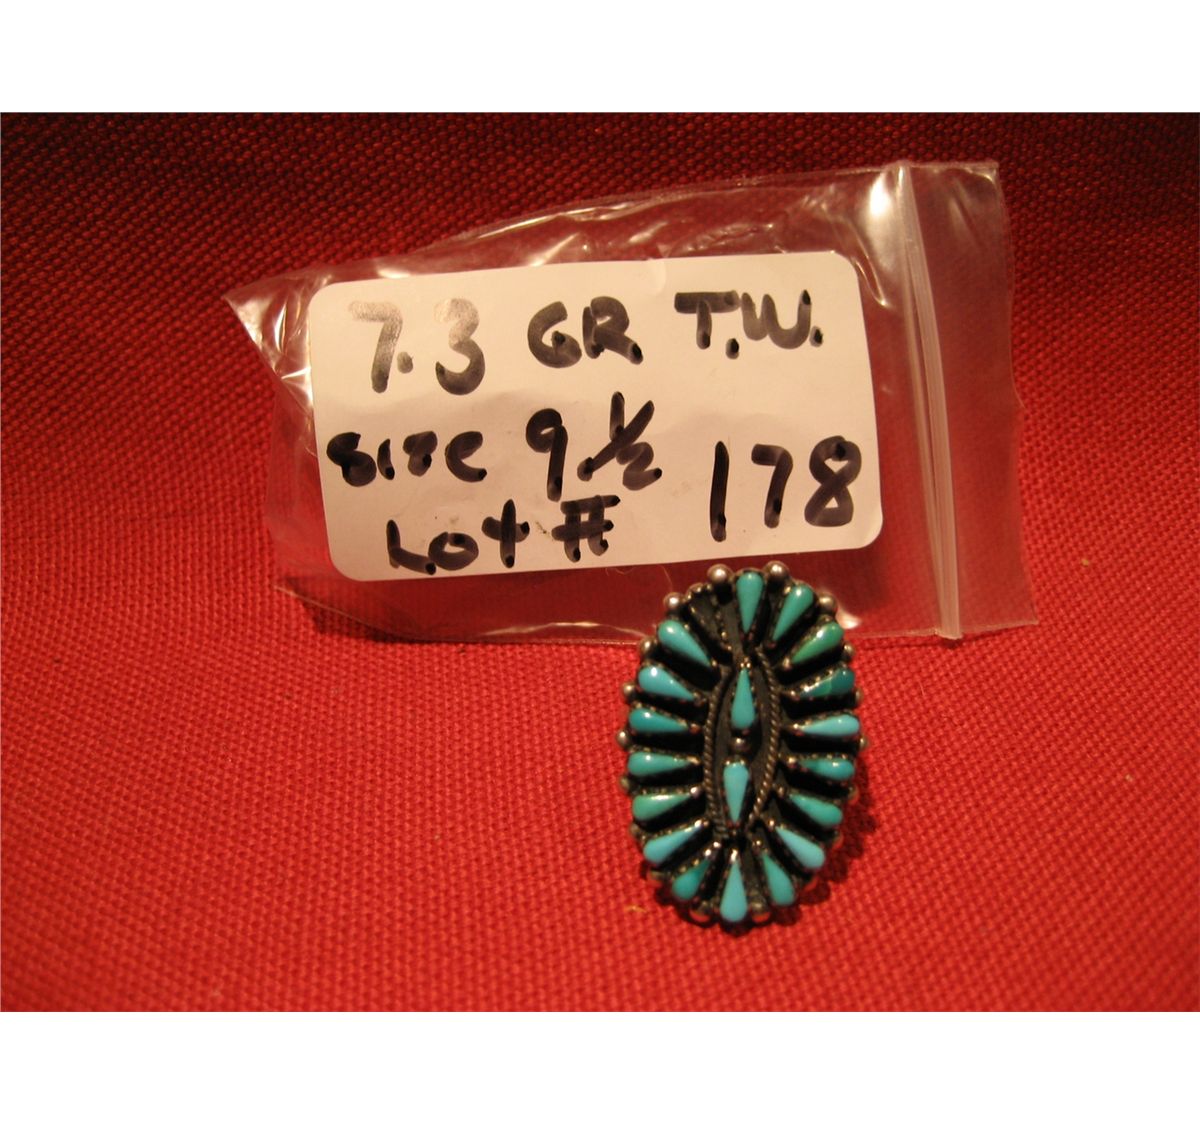 7.3 GR. T.W.
SIZE 9 1/2
Lot # 178